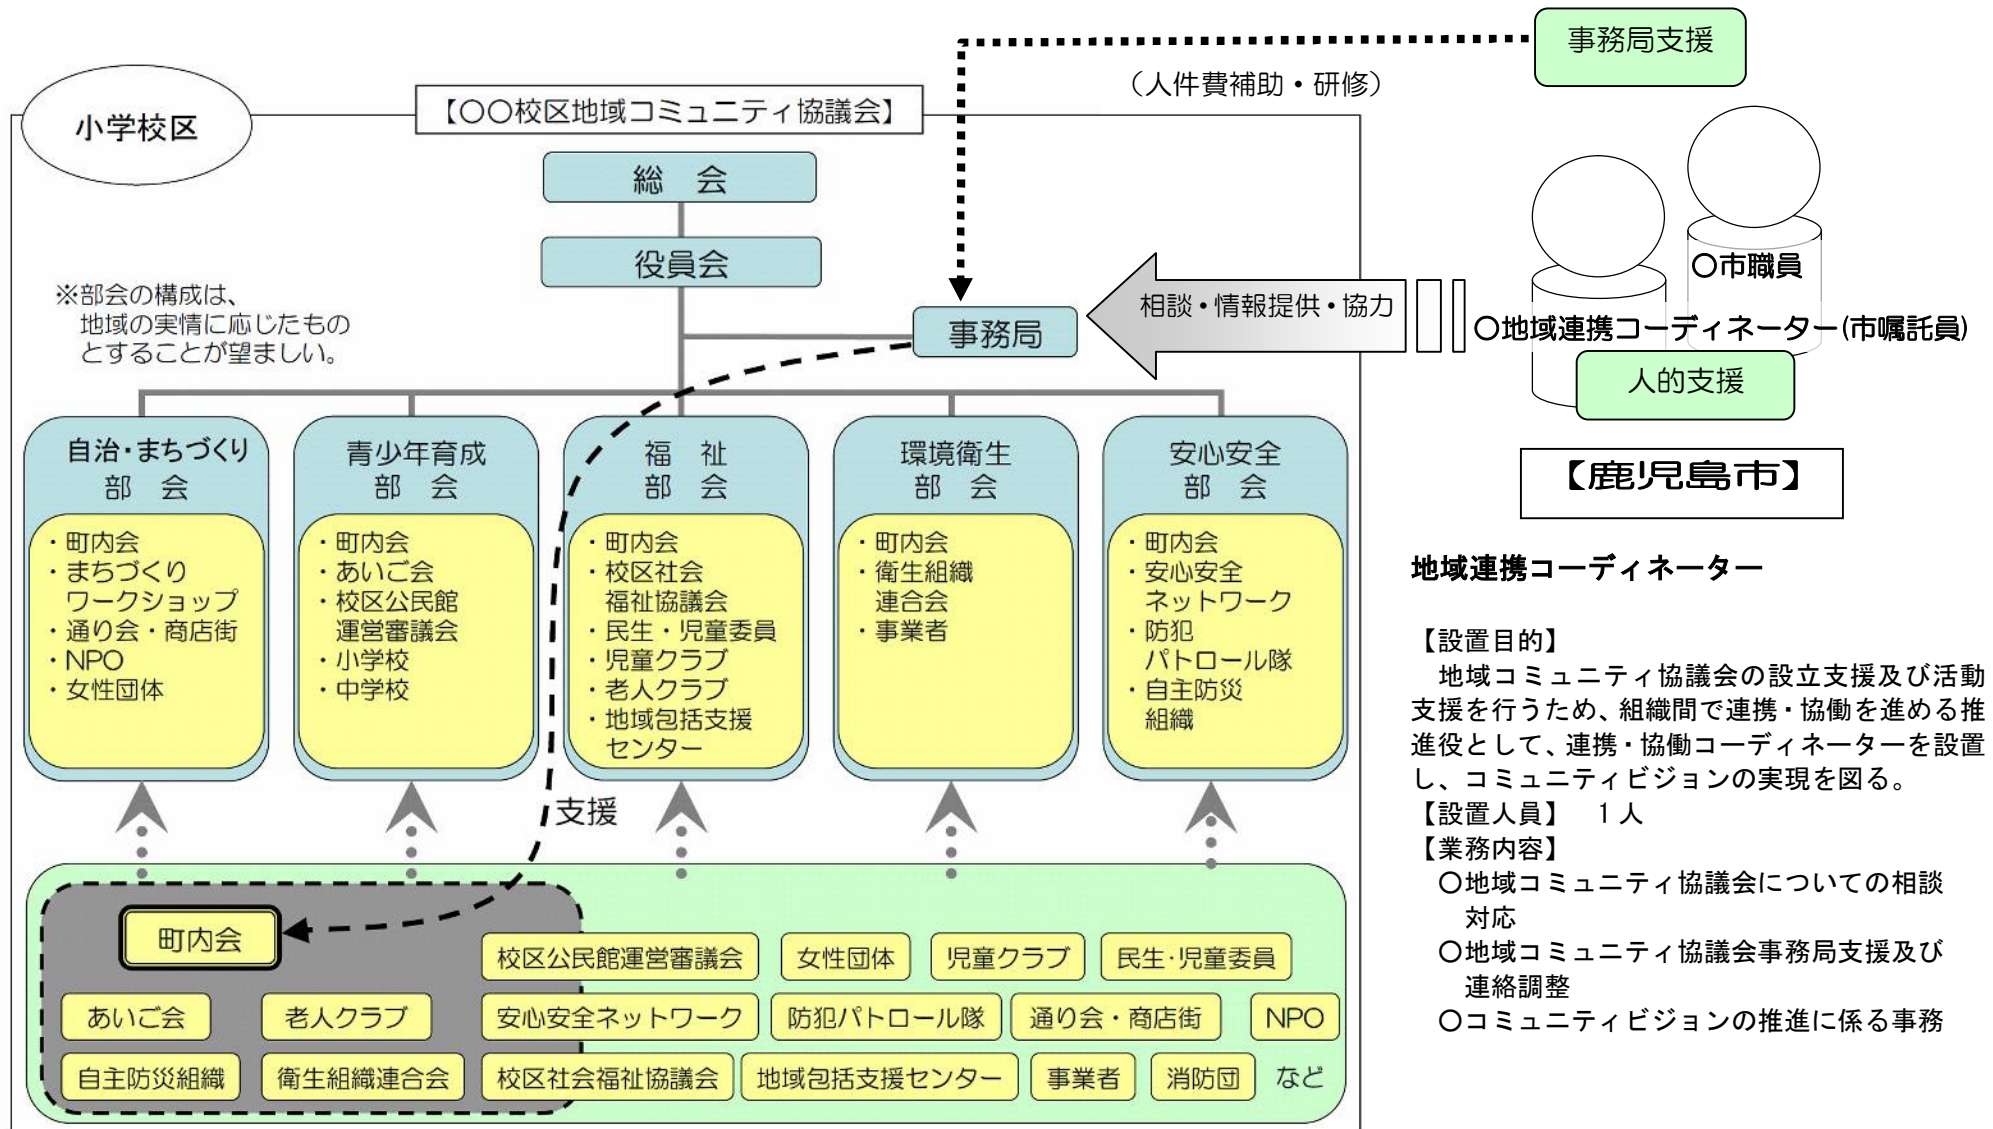 事務局支援
(人件費補助・研修)
小学校区
【〇〇校区地域コミュニティ協議会】
総　会
役員会
※部会の構成は、
地域の実情に応じたもの
とすることが望ましい。
事務局
相談・情報提供・協力
〇市職員
〇地域連携コーディネーター(市嘱託員)
人的支援
【鹿児島市】
自治・まちづくり
部　会
・町内会
・まちづくり
ワークショップ
・通り会・商店街
・NPO
・女性団体
青少年育成
部　会
・町内会
・あいご会
・校区公民館
運営審議会
・小学校
・中学校
福　祉
部　会
・町内会
・校区社会
福祉協議会
・民生・児童委員
・児童クラブ
・老人クラブ
・地域包括支援
センター
環境衛生
部　会
・町内会
・衛生組織
連合会
・事業者
安心安全
部　会
・町内会
・安心安全
ネットワーク
・防犯
パトロール隊
・自主防災
組織
支援
町内会
校区公民館運営審議会
女性団体
児童クラブ
民生・児童委員
あいご会
老人クラブ
安心安全ネットワーク
防犯パトロール隊
通り会・商店街
NPO
自主防災組織
衛生組織連合会
校区社会福祉協議会
地域包括支援センター
事業者
消防団
など
地域連携コーディネーター
【設置目的】
地域コミュニティ協議会の設立支援及び活動
支援を行うため、組織間で連携・協働を進める推
進役として、連携・協働コーディネーターを設置
し、コミュニティビジョンの実現を図る。
【設置人員】　１人
【業務内容】
〇地域コミュニティ協議会についての相談
対応
〇地域コミュニティ協議会事務局支援及び
連絡調整
〇コミュニティビジョンの推進に係る事務